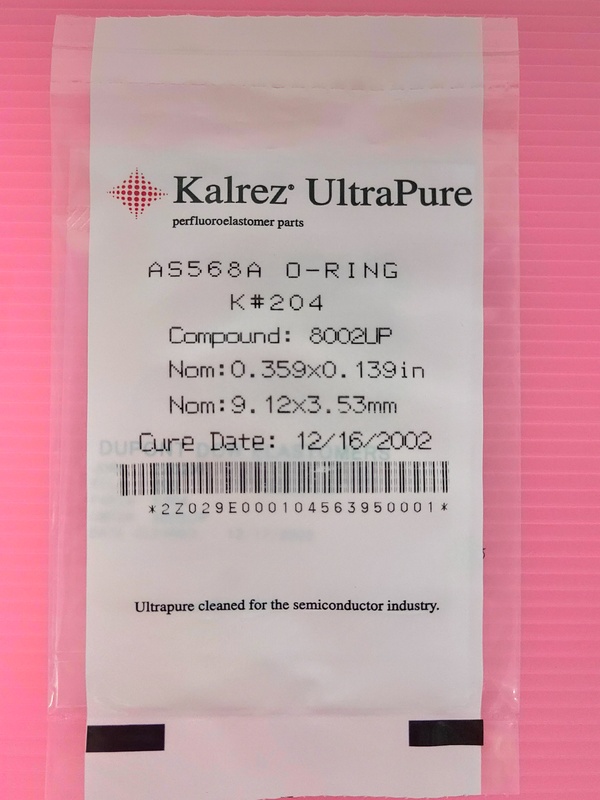 Kalrez® UltraPure
perfluoroelastomer parts
AS568A O-RING
K#204
Compound: 8002UP
Nom:0.359x0.139in
Nom:9.12x3.53mm
Cure Date: 12/16/2002
*2Z029E000104563950001*
Ultrapure cleaned for the semiconductor industry.